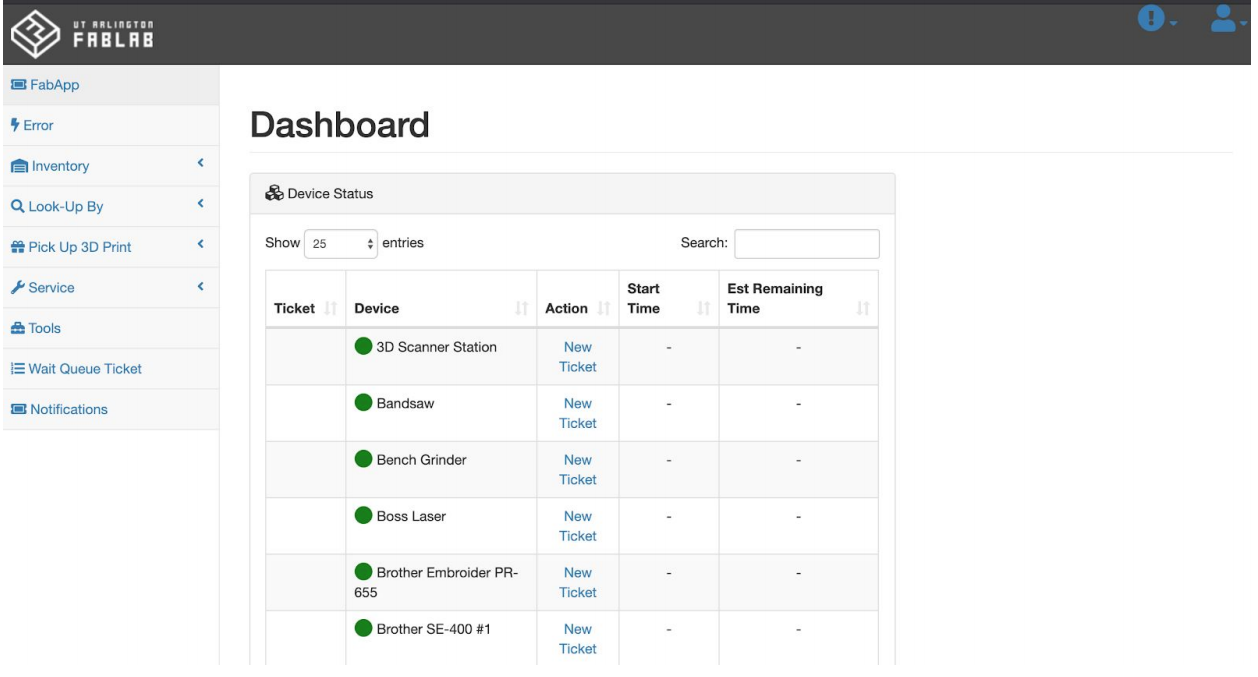 UT ARLINGTON
FABLAB
FabApp
Error
Inventory
Look-Up By
Pick Up 3D Print
Service
Tools
Wait Queue Ticket
Notifications
Dashboard
Device Status
Show 25 entries
Search:
Ticket Device Action Start Time Est Remaining Time
3D Scanner Station New Ticket - -
Bandsaw New Ticket - -
Bench Grinder New Ticket - -
Boss Laser New Ticket - -
Brother Embroider PR-655 New Ticket - -
Brother SE-400 #1 New Ticket - -